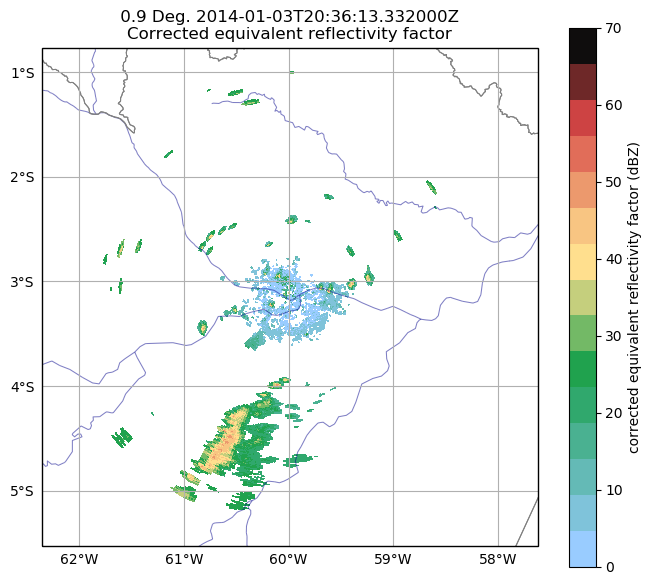 0.9 Deg. 2014-01-03T20:36:13.332000Z
Corrected equivalent reflectivity factor
1°S
2°S
3°S
4°S
5°S
62°W 61°W 60°W 59°W 58°W
70
60
50
40
30
20
10
0
corrected equivalent reflectivity factor (dBZ)